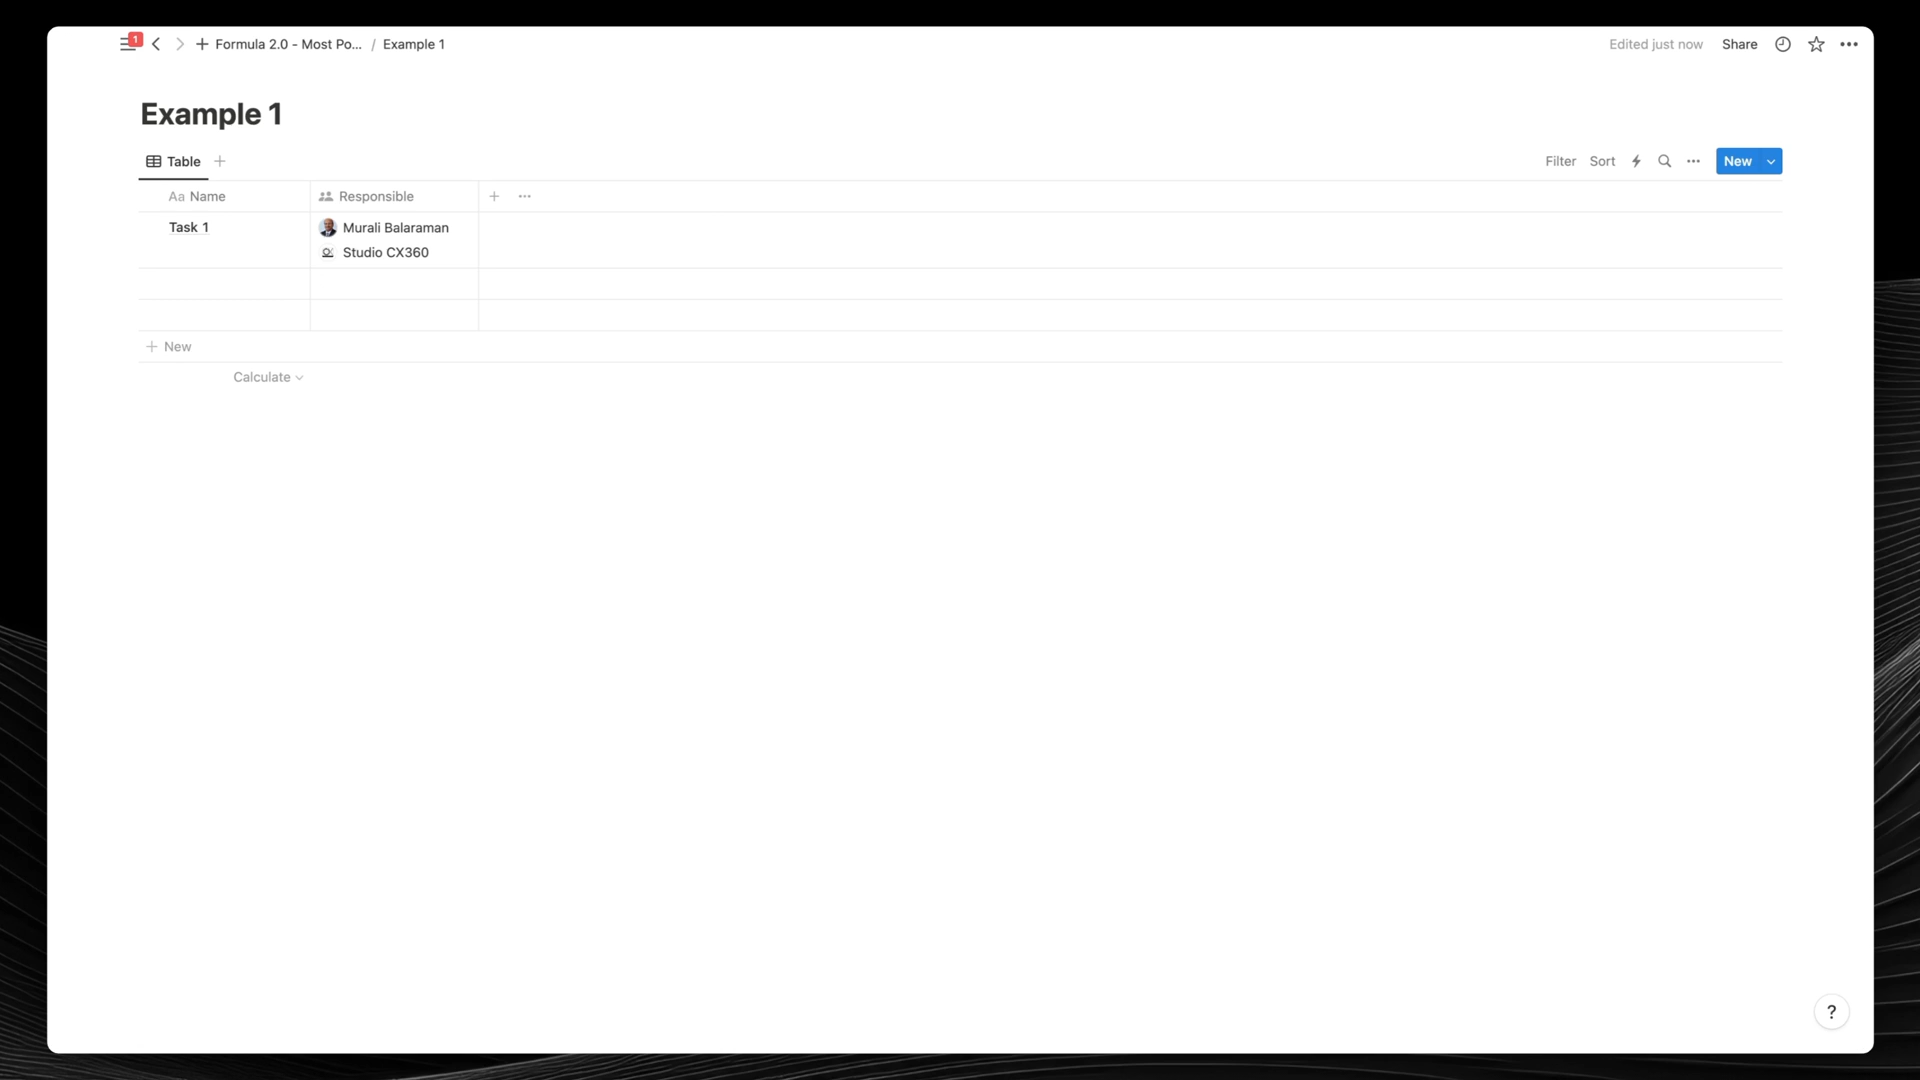 1
Formula 2.0 - Most Po... / Example 1
Edited just now
Share
Example 1
Table
Filter
Sort
New
Aa Name
Responsible
Task 1
Murali Balaraman
Studio CX360
New
Calculate
?